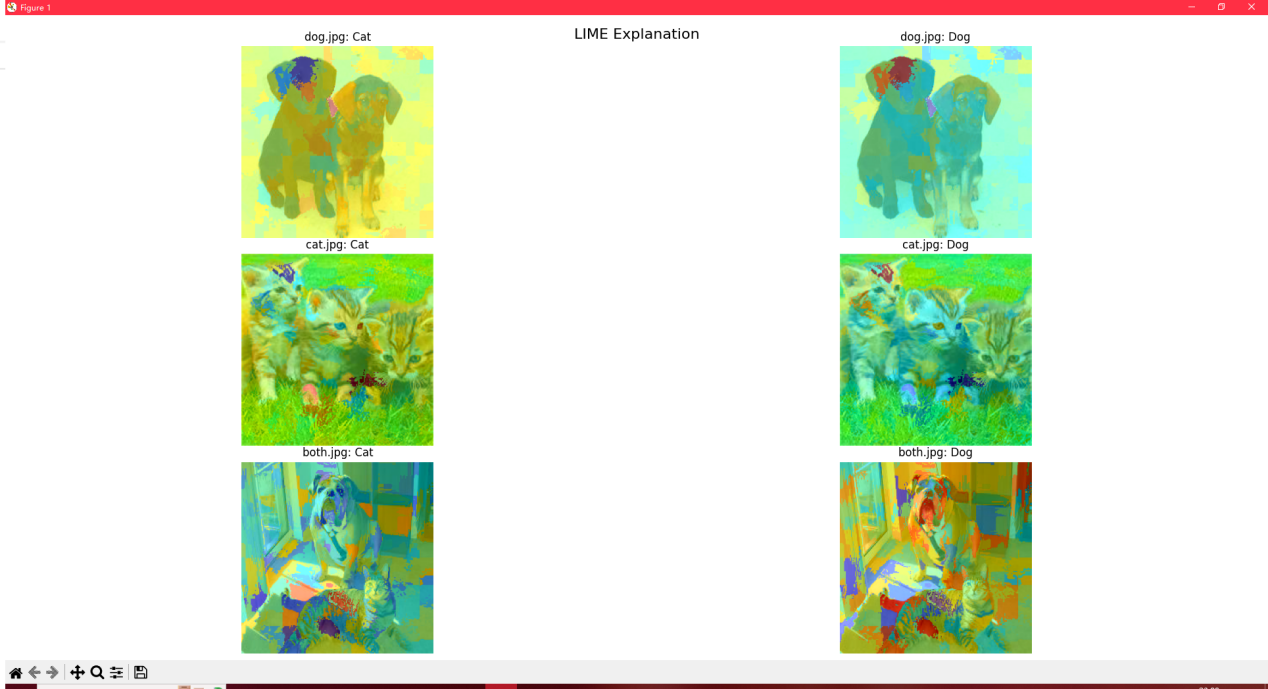 Figure 1
LIME Explanation
dog.jpg: Cat
dog.jpg: Dog
cat.jpg: Cat
cat.jpg: Dog
both.jpg: Cat
both.jpg: Dog